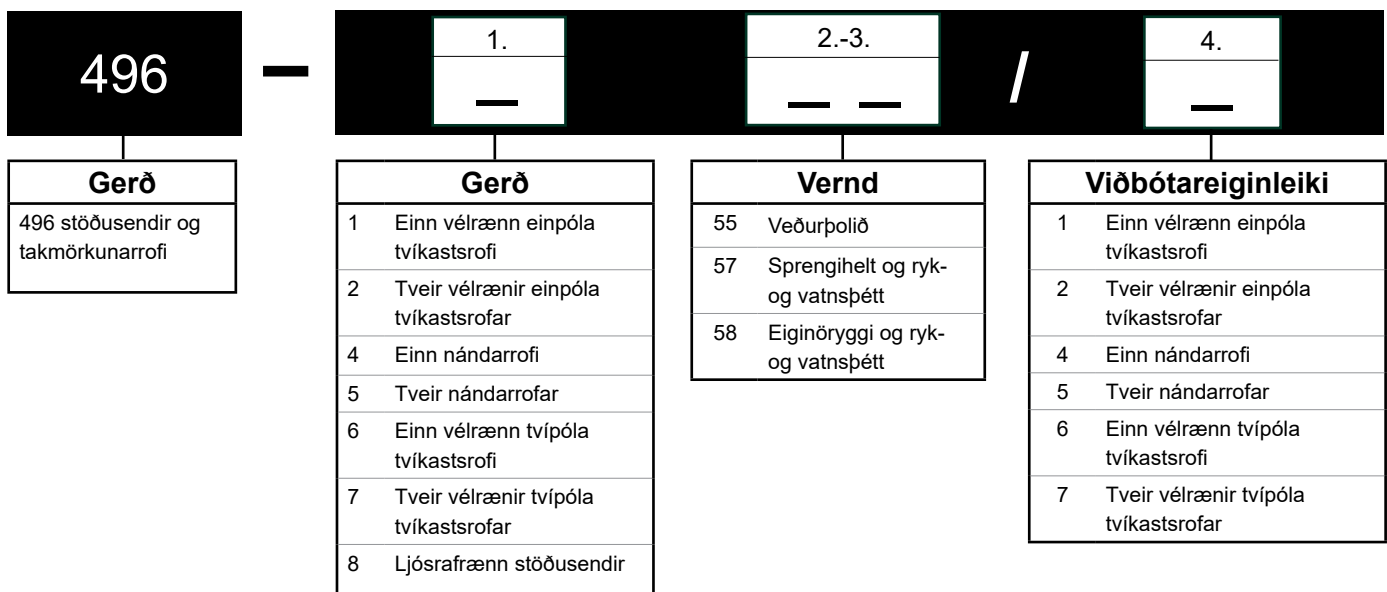 496 – 1. _ 2.-3. _ _ / 4. _
Gerð
496 stöðusendir og
takmörkunarrofi
Gerð
1 Einn vélrænn einpóla
tvíkastsrofi
2 Tveir vélrænir einpóla
tvíkastsrofar
4 Einn nándarrofi
5 Tveir nándarrofar
6 Einn vélrænn tvípóla
tvíkastsrofi
7 Tveir vélrænir tvípóla
tvíkastsrofar
8 Ljósrafrænn stöðusendir
Vernd
55 Veðurþolið
57 Sprengihelt og ryk-
og vatnsþétt
58 Eiginöryggi og ryk-
og vatnsþétt
Viðbótareiginleiki
1 Einn vélrænn einpóla
tvíkastsrofi
2 Tveir vélrænir einpóla
tvíkastsrofar
4 Einn nándarrofi
5 Tveir nándarrofar
6 Einn vélrænn tvípóla
tvíkastsrofi
7 Tveir vélrænir tvípóla
tvíkastsrofar